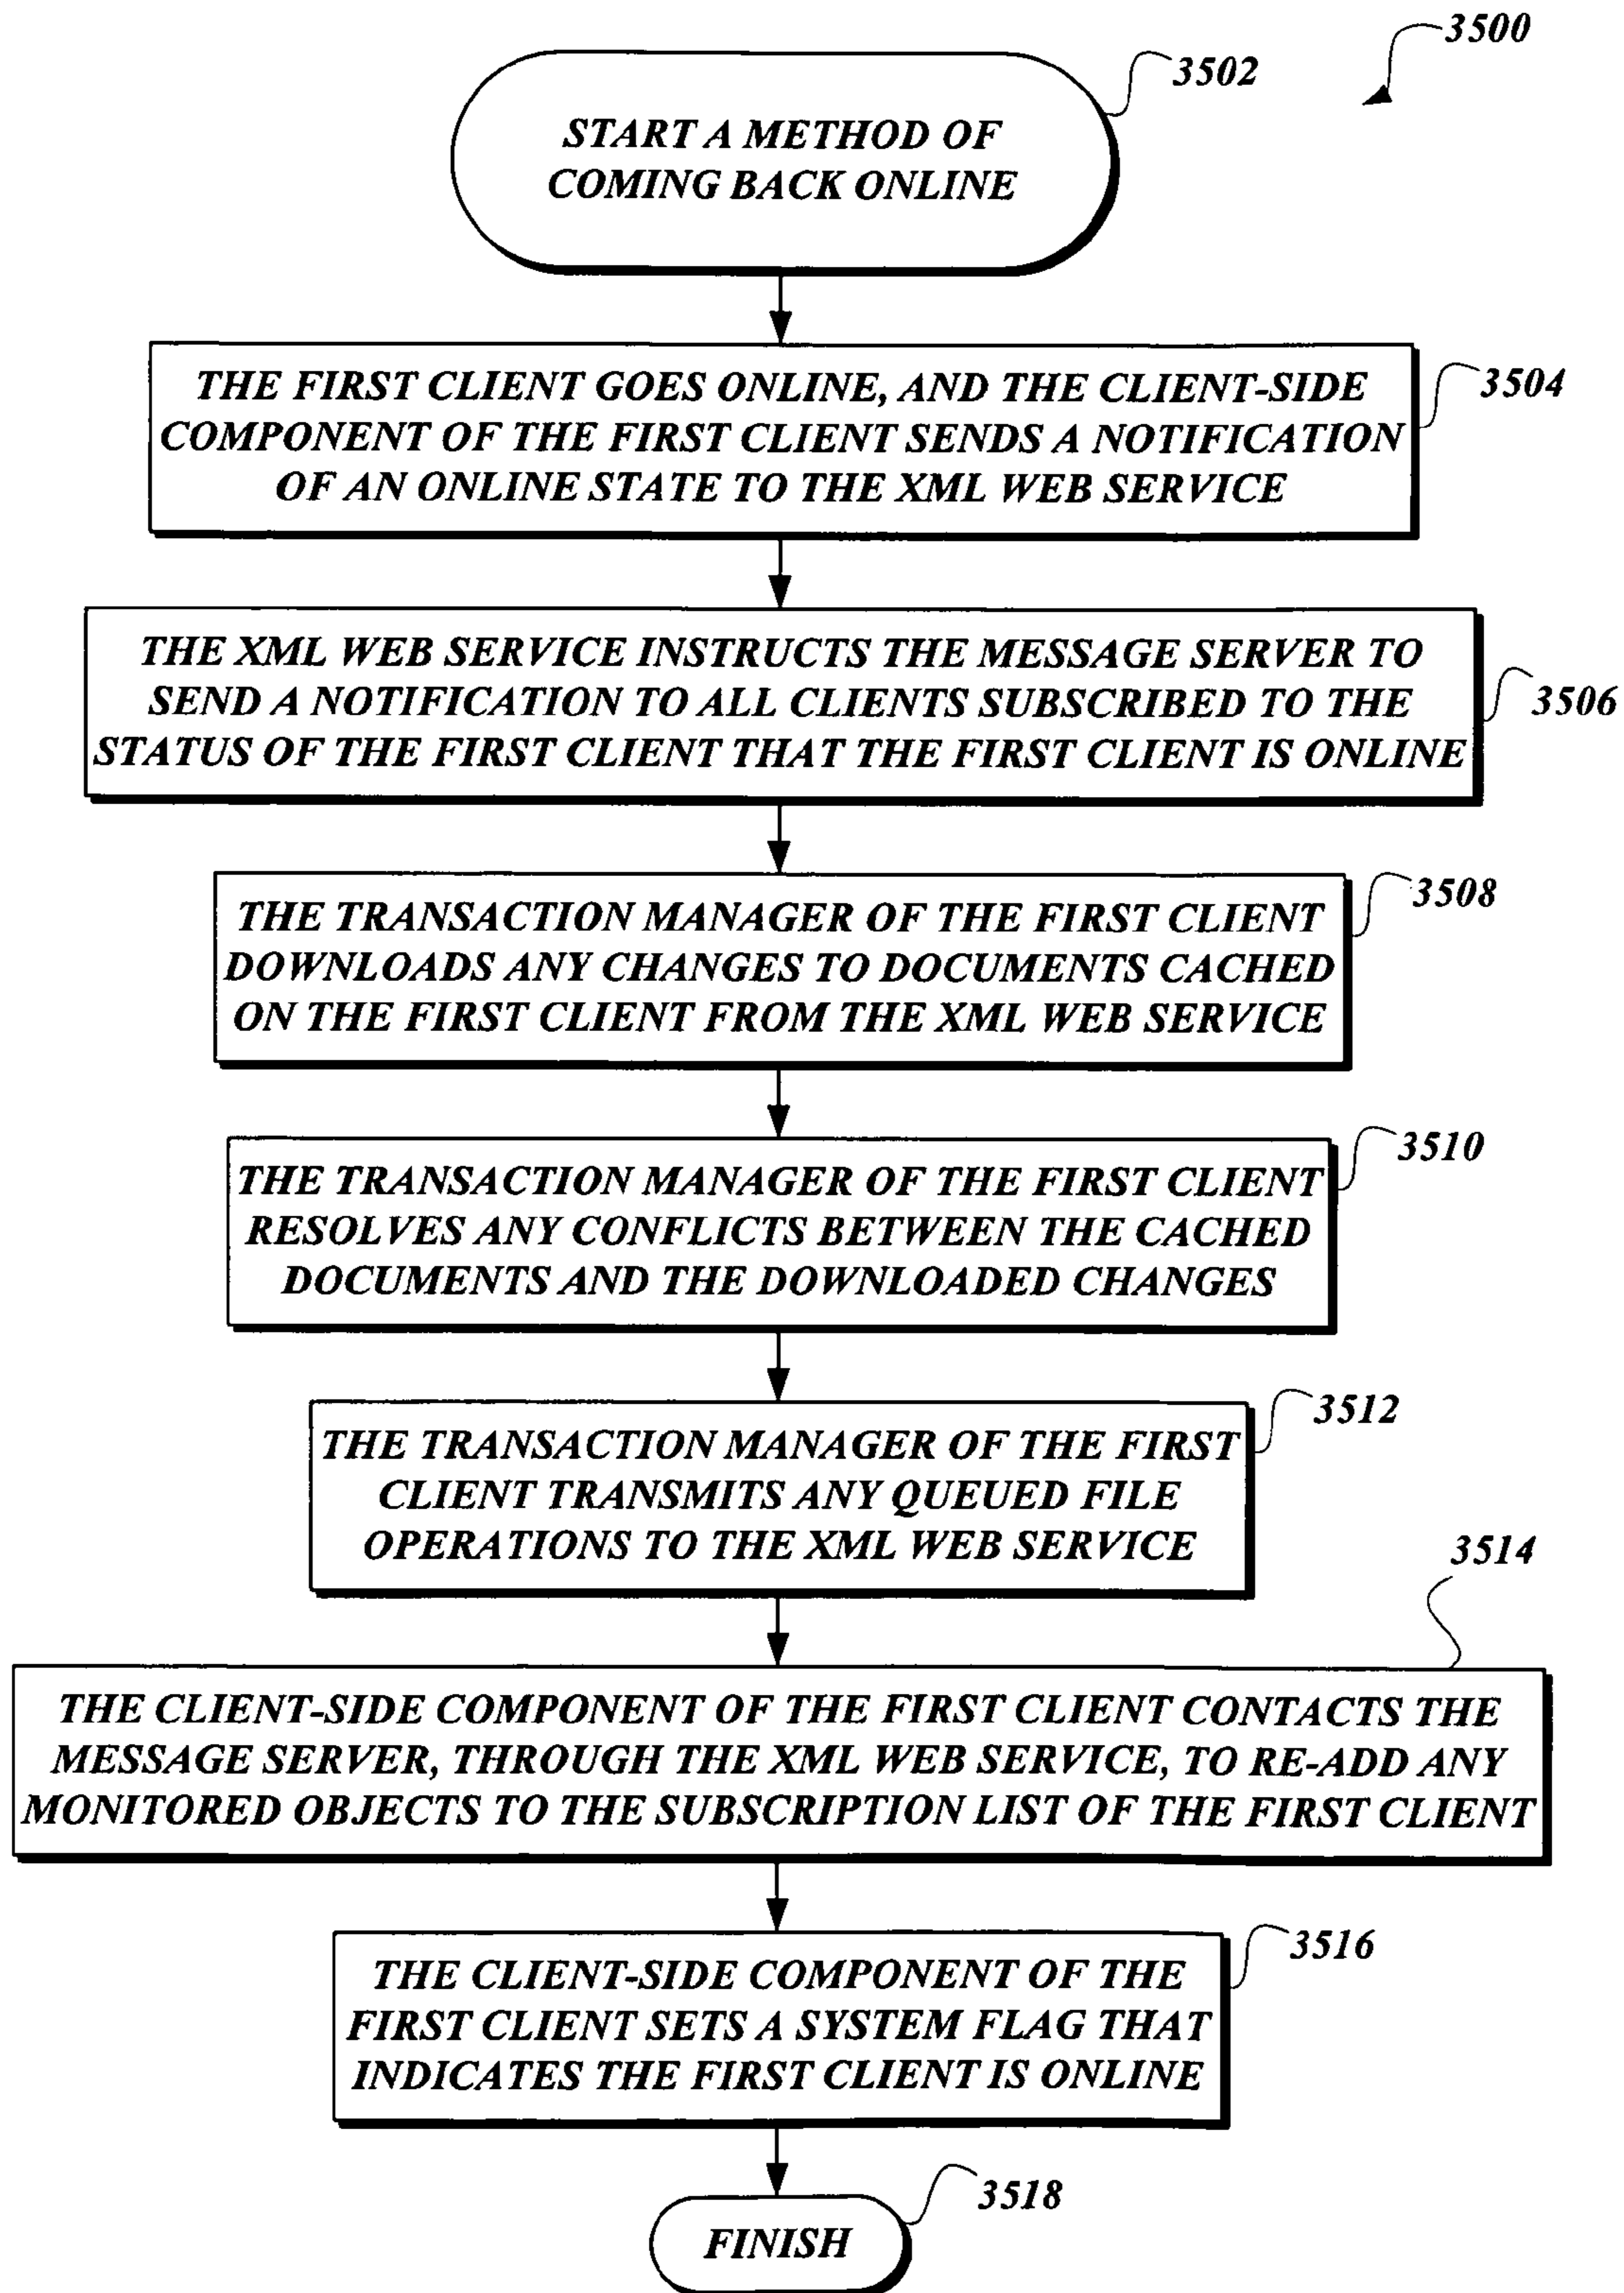 3500
3502
START A METHOD OF
COMING BACK ONLINE
3504
THE FIRST CLIENT GOES ONLINE, AND THE CLIENT-SIDE
COMPONENT OF THE FIRST CLIENT SENDS A NOTIFICATION
OF AN ONLINE STATE TO THE XML WEB SERVICE
3506
THE XML WEB SERVICE INSTRUCTS THE MESSAGE SERVER TO
SEND A NOTIFICATION TO ALL CLIENTS SUBSCRIBED TO THE
STATUS OF THE FIRST CLIENT THAT THE FIRST CLIENT IS ONLINE
3508
THE TRANSACTION MANAGER OF THE FIRST CLIENT
DOWNLOADS ANY CHANGES TO DOCUMENTS CACHED
ON THE FIRST CLIENT FROM THE XML WEB SERVICE
3510
THE TRANSACTION MANAGER OF THE FIRST CLIENT
RESOLVES ANY CONFLICTS BETWEEN THE CACHED
DOCUMENTS AND THE DOWNLOADED CHANGES
3512
THE TRANSACTION MANAGER OF THE FIRST
CLIENT TRANSMITS ANY QUEUED FILE
OPERATIONS TO THE XML WEB SERVICE
3514
THE CLIENT-SIDE COMPONENT OF THE FIRST CLIENT CONTACTS THE
MESSAGE SERVER, THROUGH THE XML WEB SERVICE, TO RE-ADD ANY
MONITORED OBJECTS TO THE SUBSCRIPTION LIST OF THE FIRST CLIENT
3516
THE CLIENT-SIDE COMPONENT OF THE
FIRST CLIENT SETS A SYSTEM FLAG THAT
INDICATES THE FIRST CLIENT IS ONLINE
3518
FINISH